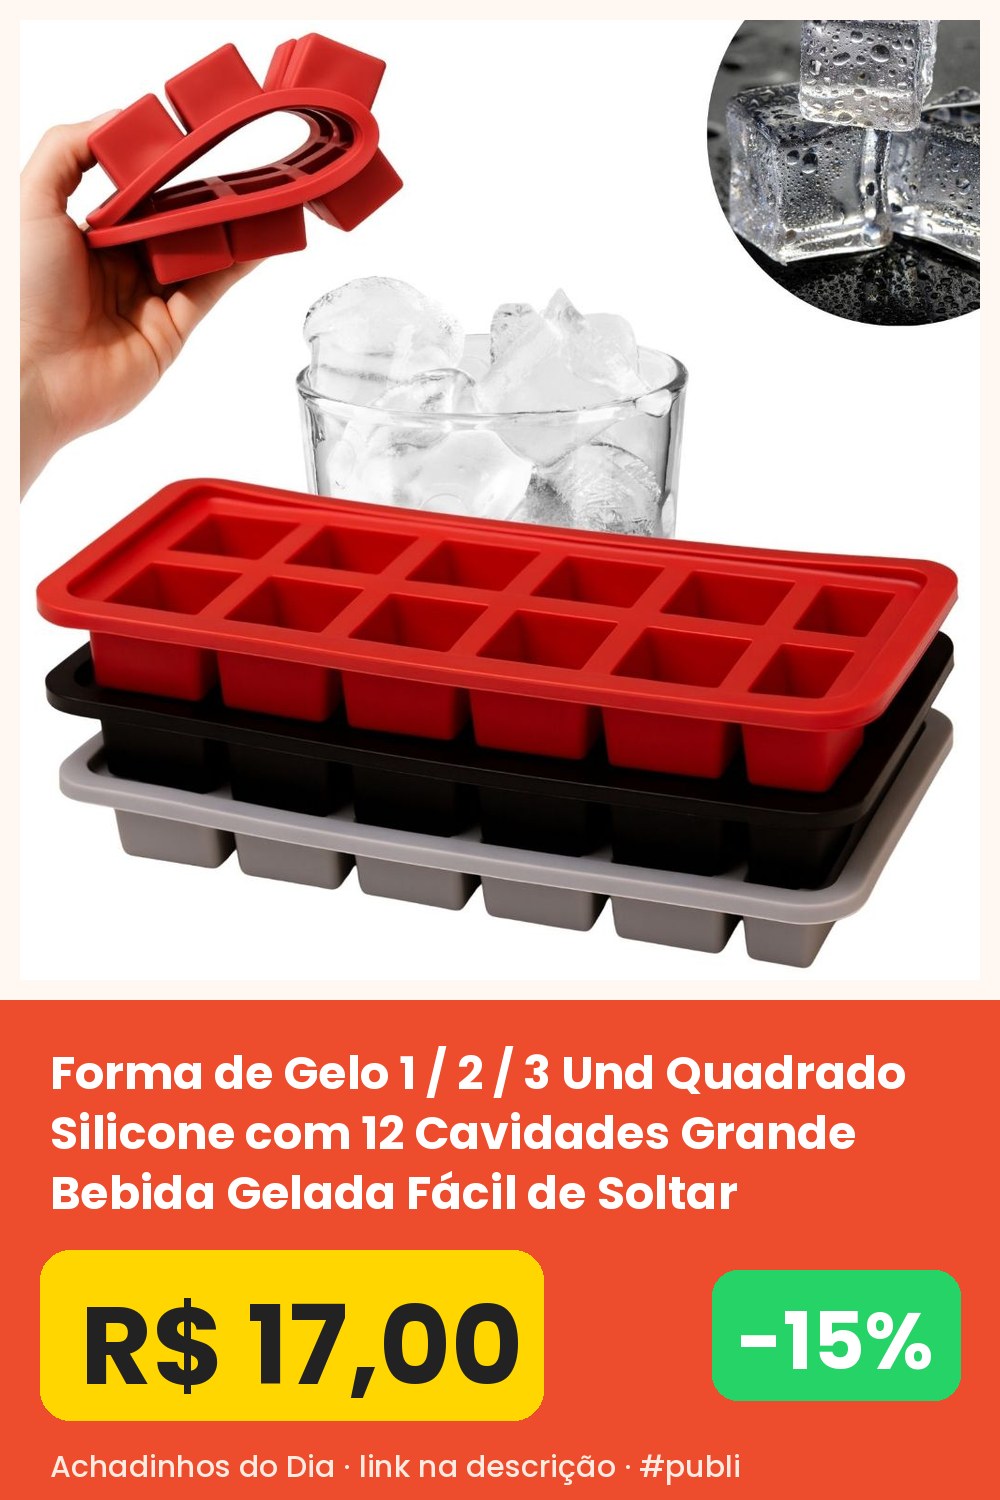 Forma de Gelo 1 / 2 / 3 Und Quadrado
Silicone com 12 Cavidades Grande
Bebida Gelada Fácil de Soltar
R$ 17,00
-15%
Achadinhos do Dia · link na descrição · #publi